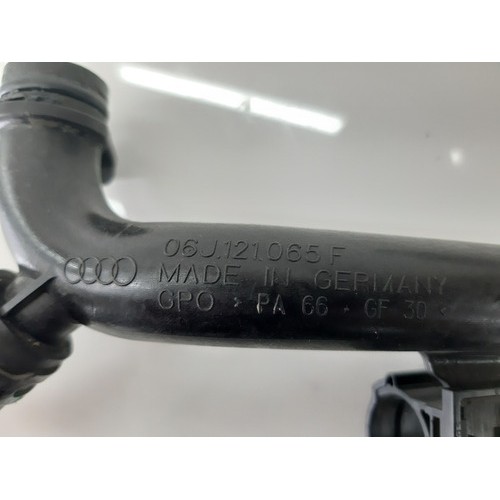 06J.121.065 F
MADE IN GERMANY
GPO > PA 66 - GF 30 <